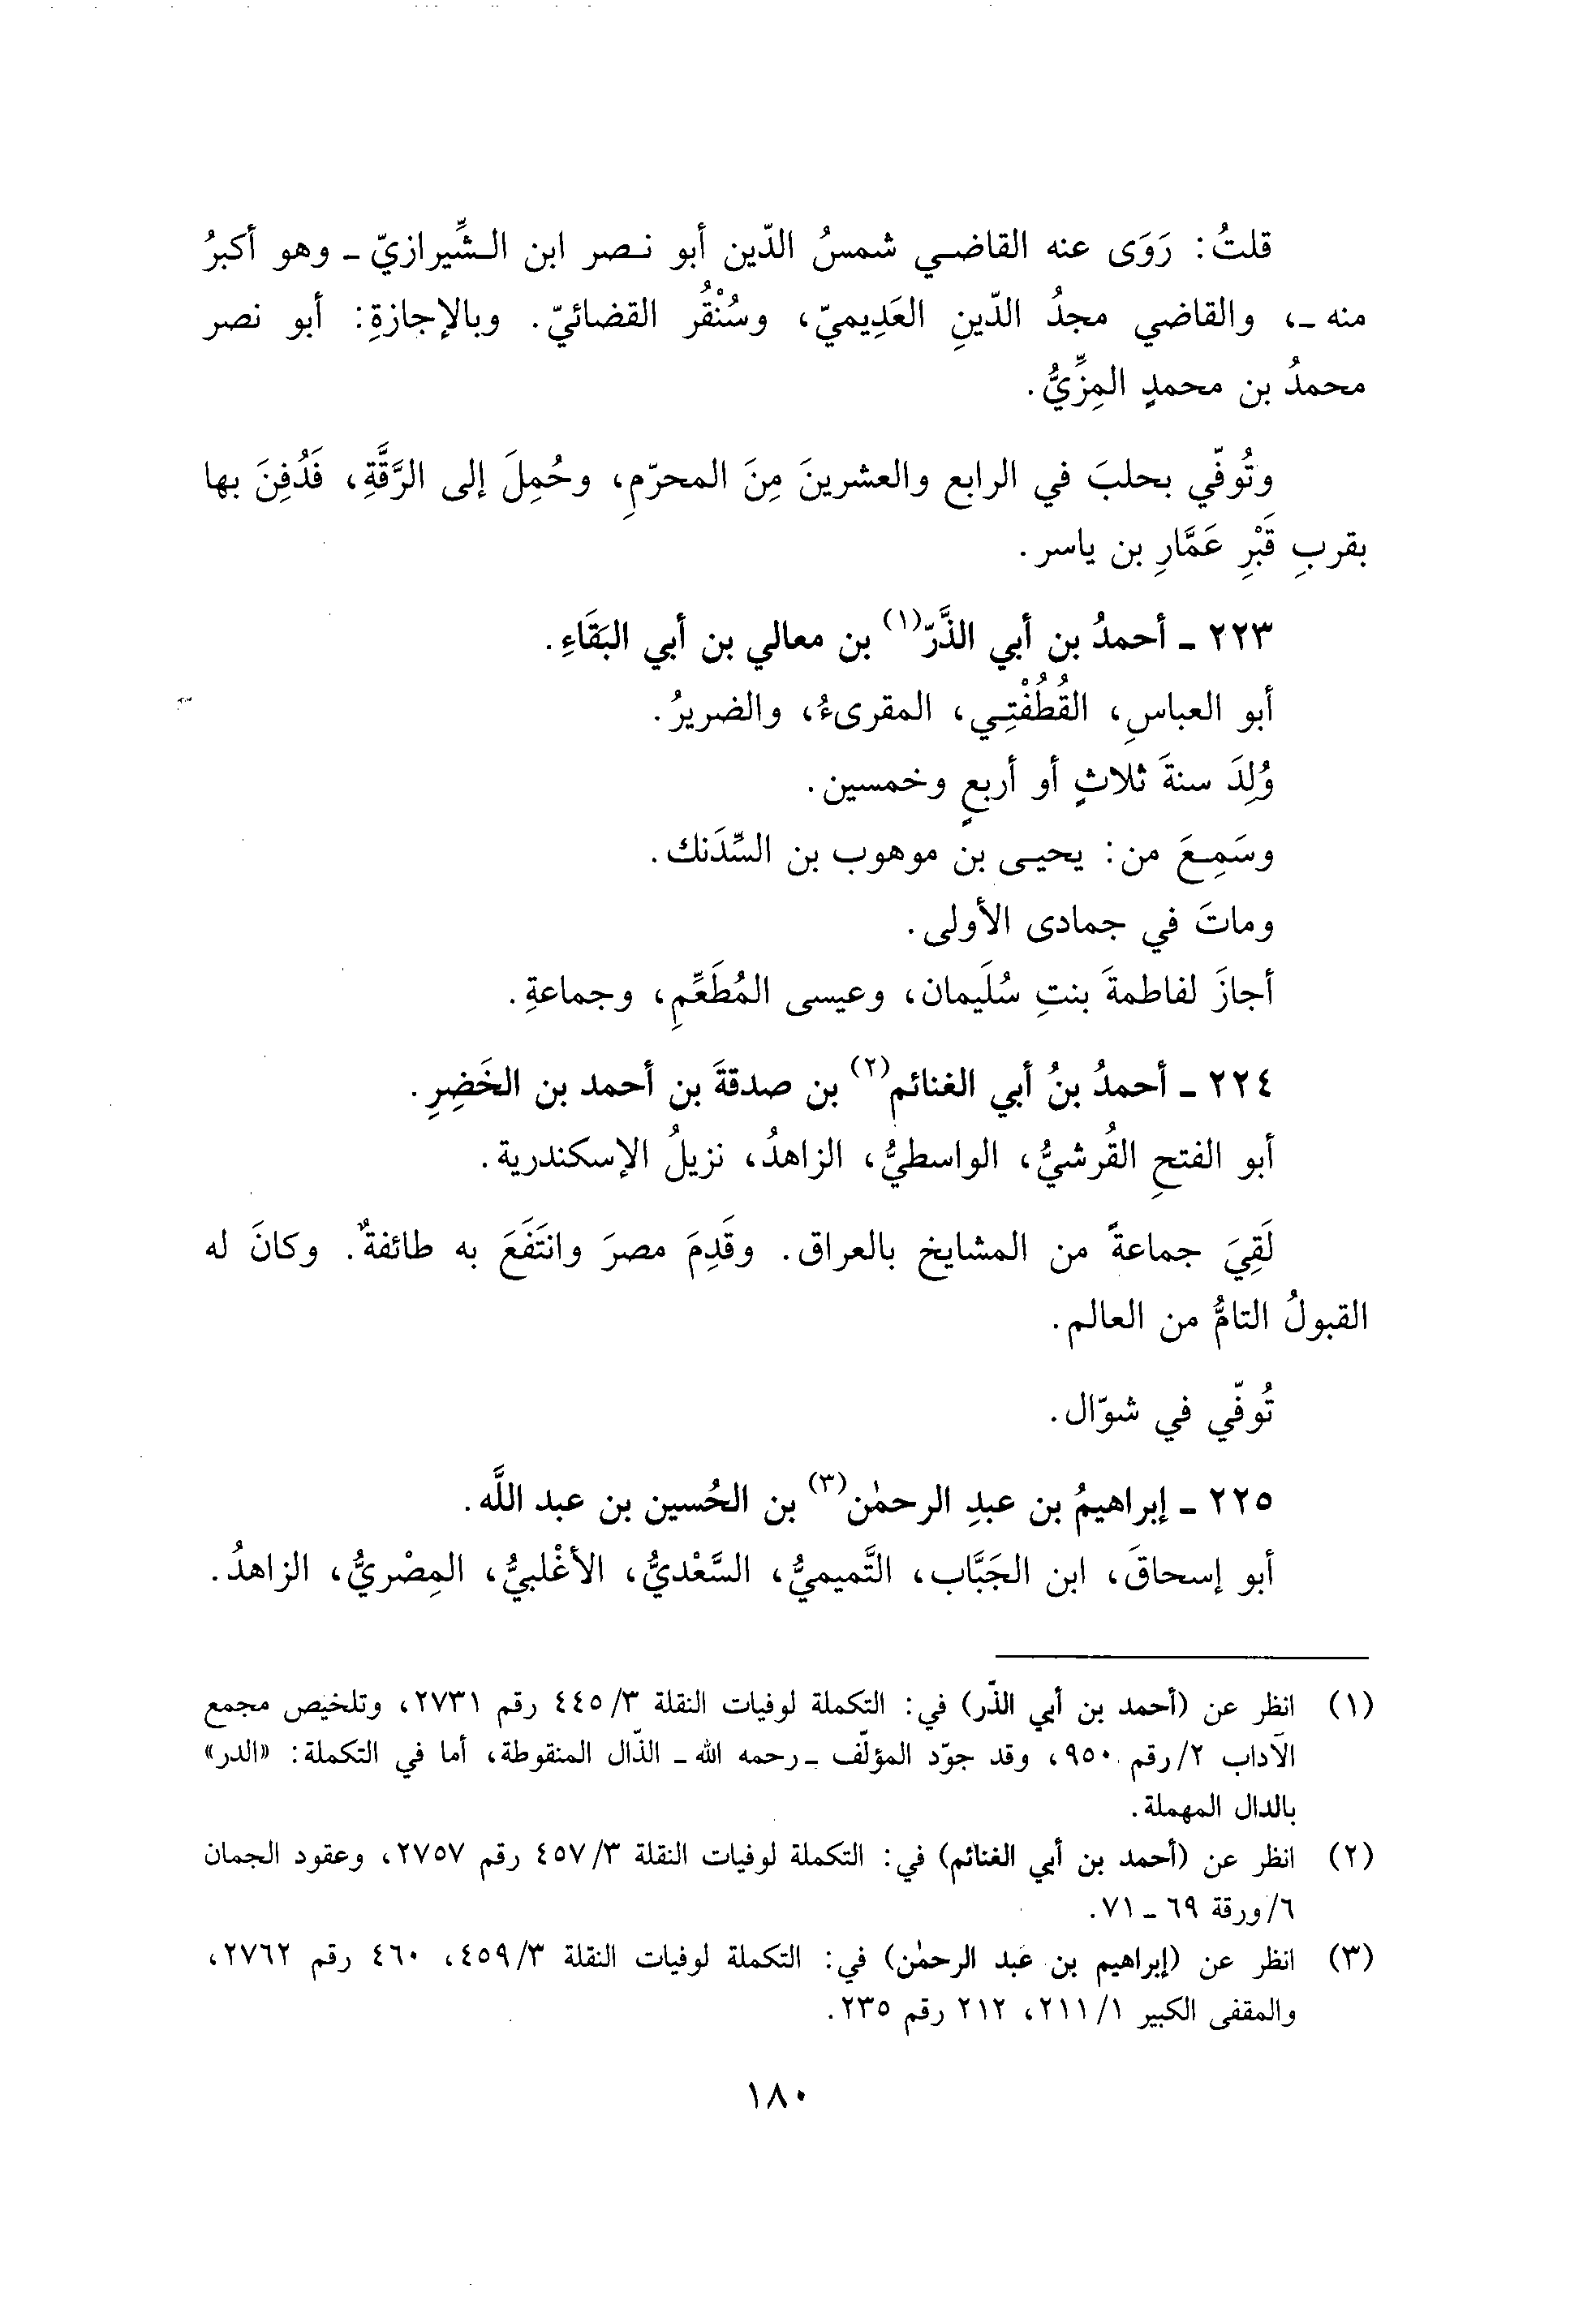 قلتُ: رَوَى عنه القاضي شمسُ الدّين أبو نصر ابن الشِّيرازيّ ـ وهو أكبرُ
منه ـ، والقاضي مجدُ الدّينِ العَدِيميّ، وسُنْقُر القضائيّ. وبالإجازةِ: أبو نصر
محمدُ بن محمدٍ المِزِّيُّ.
وتُوفّي بحلبَ في الرابع والعشرينَ مِنَ المحرّمِ، وحُمِلَ إلى الرَّقَّةِ، فَدُفِنَ بها
بقربِ قَبْرِ عَمَّارِ بن ياسر.
٢٢٣ ـ أحمدُ بن أبي الذَّرّ(١) بن معالي بن أبي البَقَاءِ.
أبو العباسِ، القُطُفْتِي، المقرىءُ، والضريرُ.
وُلِدَ سنةَ ثلاثٍ أو أربعٍ وخمسين.
وسَمِعَ من: يحيى بن موهوب بن السِّدَنك.
وماتَ في جمادى الأولى.
أجازَ لفاطمةَ بنتِ سُلَيمان، وعيسى المُطَعِّمِ، وجماعةِ.
٢٢٤ ـ أحمدُ بنُ أبي الغنائم(٢) بن صدقةَ بن أحمد بن الخَضِرِ.
أبو الفتحِ القُرشيُّ، الواسطيُّ، الزاهدُ، نزيلُ الإسكندرية.
لَقِيَ جماعةً من المشايخ بالعراق. وقَدِمَ مصرَ وانتَفَعَ به طائفةٌ. وكانَ له
القبولُ التامُّ من العالم.
تُوفّي في شوّال.
٢٢٥ ـ إبراهيمُ بن عبدِ الرحمٰن(٣) بن الحُسين بن عبد اللَّه.
أبو إسحاقَ، ابن الجَبَّاب، التَّميميُّ، السَّعْديُّ، الأغْلبيُّ، المِصْريُّ، الزاهدُ.
(١) انظر عن (أحمد بن أبي الذّر) في: التكملة لوفيات النقلة ٣/٤٤٥ رقم ٢٧٣١، وتلخيص مجمع
الآداب ٢/رقم ٩٥٠، وقد جوّد المؤلّف ـ رحمه الله ـ الذّال المنقوطة، أما في التكملة: «الدر»
بالدال المهملة.
(٢) انظر عن (أحمد بن أبي الغنائم) في: التكملة لوفيات النقلة ٣/٤٥٧ رقم ٢٧٥٧، وعقود الجمان
٦/ورقة ٦٩ ـ ٧١.
(٣) انظر عن (إبراهيم بن عبد الرحمٰن) في: التكملة لوفيات النقلة ٣/٤٥٩، ٤٦٠ رقم ٢٧٦٢،
والمقفى الكبير ١/٢١١، ٢١٢ رقم ٢٣٥.
١٨٠